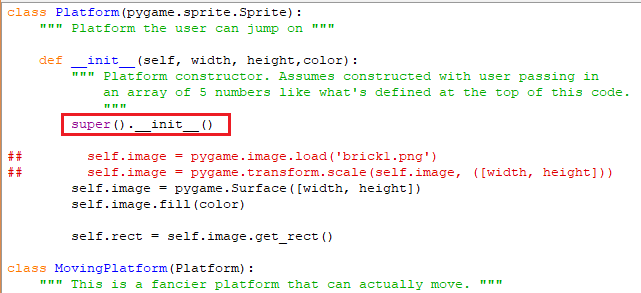 class Platform(pygame.sprite.Sprite):
    """ Platform the user can jump on """
    def __init__(self, width, height,color):
        """ Platform constructor. Assumes constructed with user passing in
            an array of 5 numbers like what's defined at the top of this code.
            """
        super().__init__()
##        self.image = pygame.image.load('brick1.png')
##        self.image = pygame.transform.scale(self.image, ([width, height]))
        self.image = pygame.Surface([width, height])
        self.image.fill(color)
        self.rect = self.image.get_rect()
class MovingPlatform(Platform):
    """ This is a fancier platform that can actually move. """